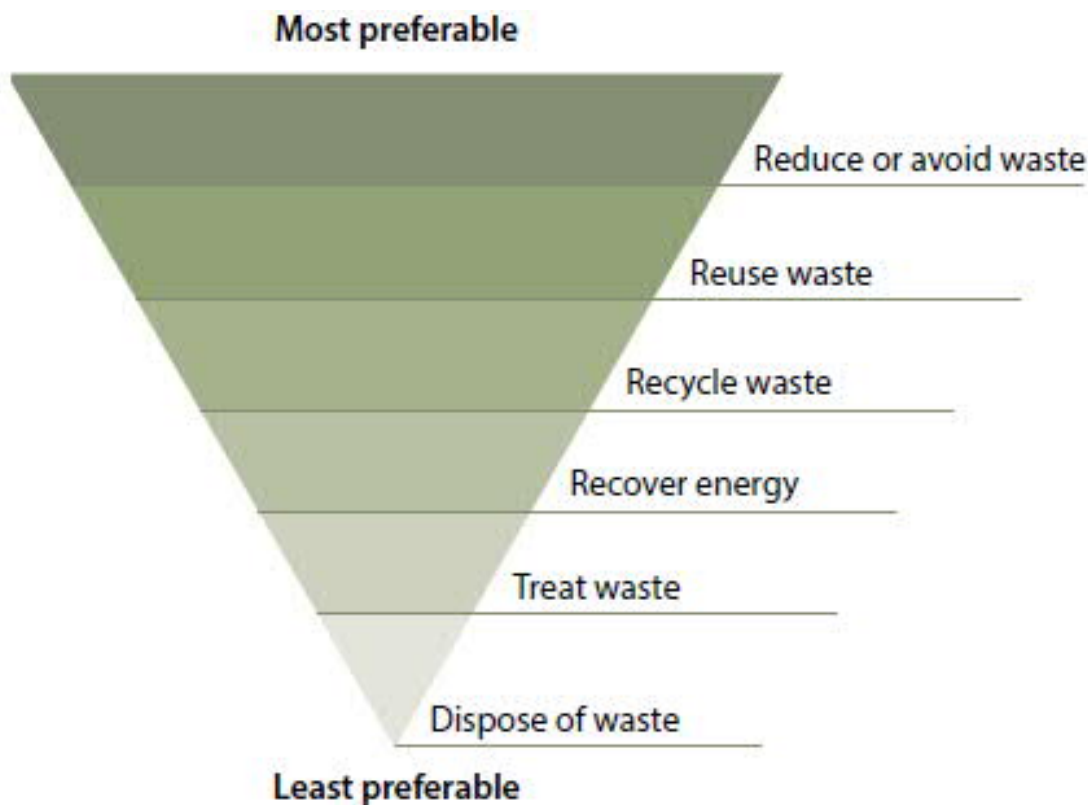 Most preferable
Reduce or avoid waste
Reuse waste
Recycle waste
Recover energy
Treat waste
Dispose of waste
Least preferable